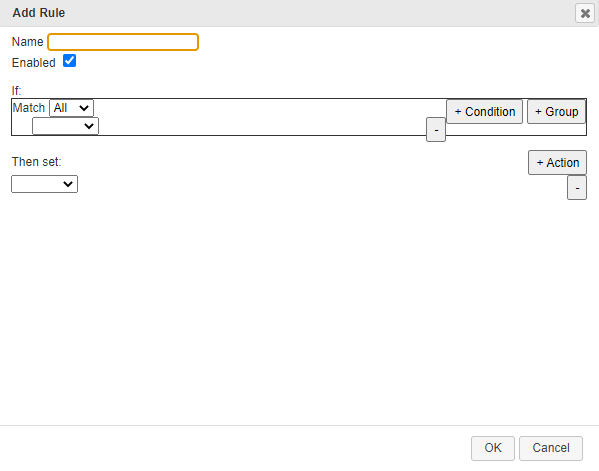 Add Rule
Name
Enabled
If:
Match All + Condition + Group
-
Then set: + Action
-
OK Cancel